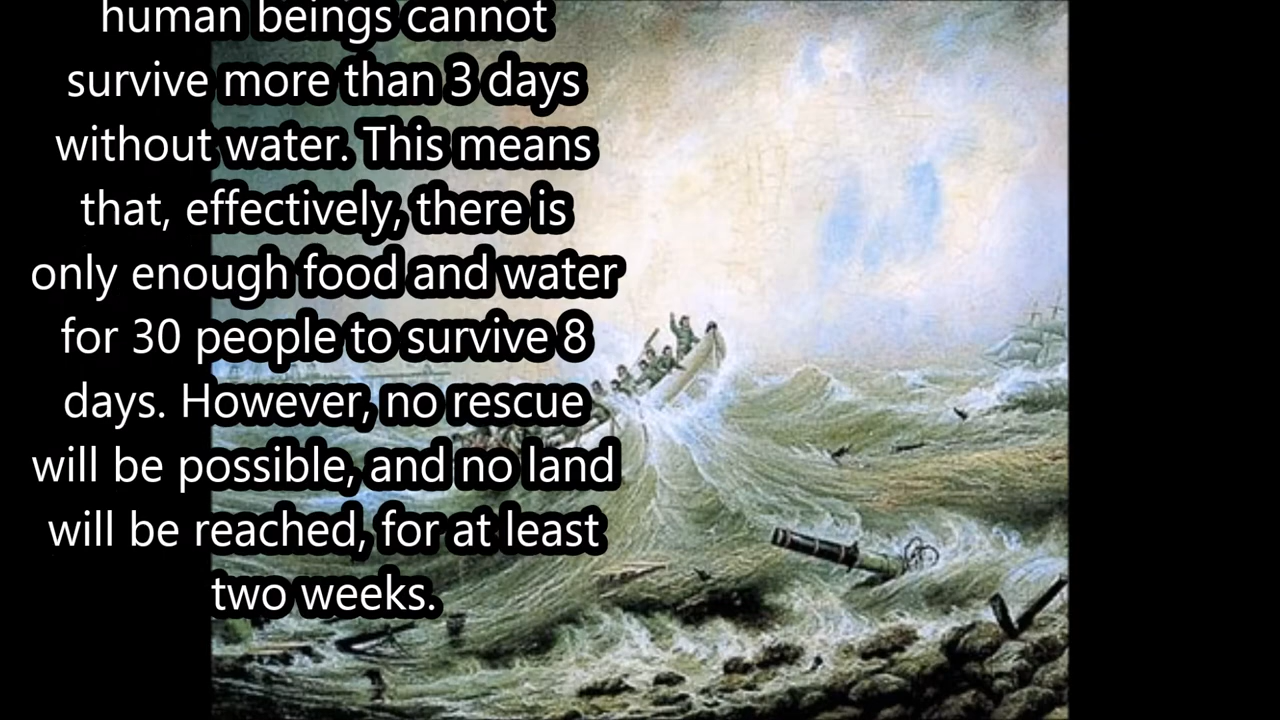 human beings cannot
survive more than 3 days
without water. This means
that, effectively, there is
only enough food and water
for 30 people to survive 8
days. However, no rescue
will be possible, and no land
will be reached, for at least
two weeks.